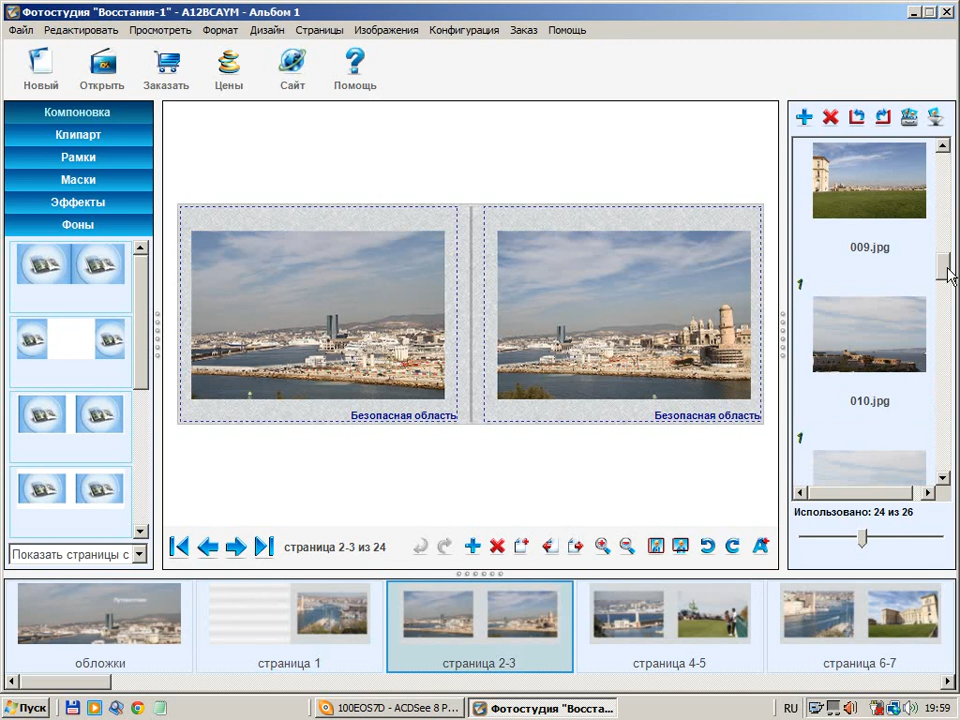 Фотостудия "Восстания-1" - A12BCAYM - Альбом 1
Файл Редактировать Просмотреть Формат Дизайн Страницы Изображения Конфигурация Заказ Помощь
Новый Открыть Заказать Цены Сайт Помощь
Компоновка
Клипарт
Рамки
Маски
Эффекты
Фоны
Показать страницы с
Безопасная область
Безопасная область
страница 2-3 из 24
009.jpg
1
010.jpg
1
Использовано: 24 из 26
Путешествие
обложки
страница 1
страница 2-3
страница 4-5
страница 6-7
Пуск
100EOS7D - ACDSee 8 P...
Фотостудия "Восста...
RU
19:59